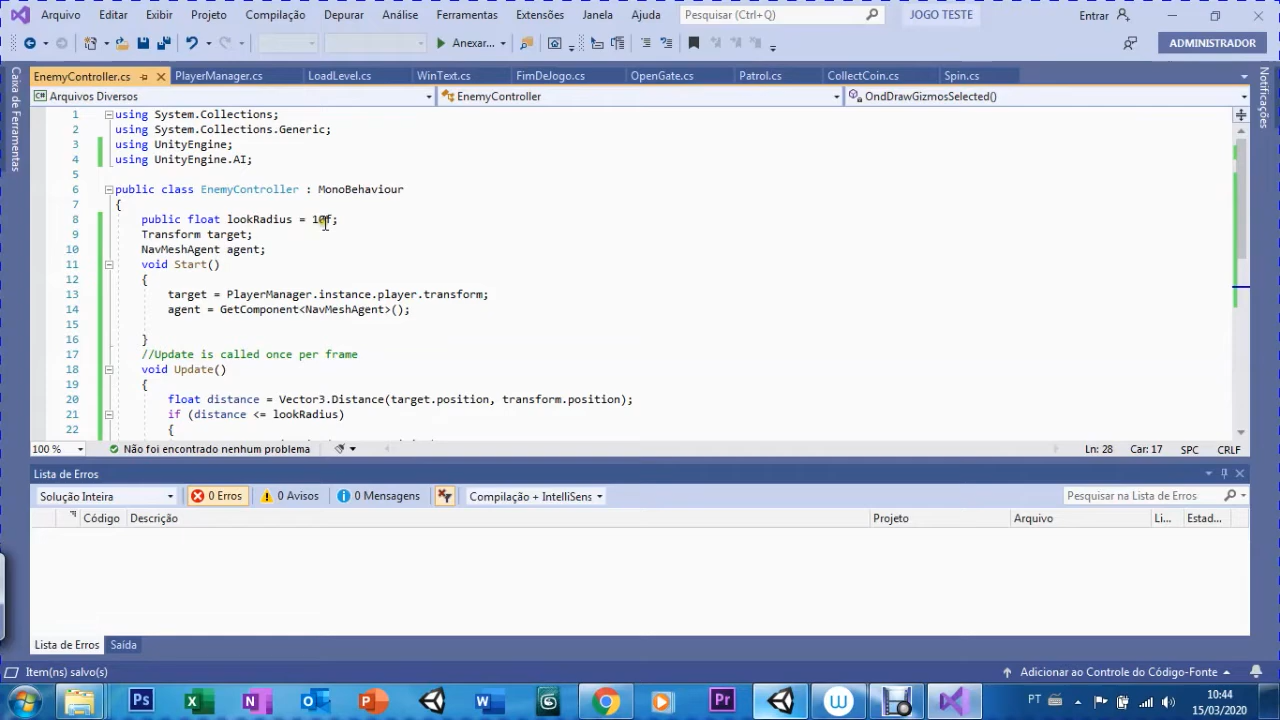 Arquivo Editar Exibir Projeto Compilação Depurar Análise Ferramentas Extensões Janela Ajuda Pesquisar (Ctrl+Q) JOGO TESTE Entrar
Anexar... ADMINISTRADOR
EnemyController.cs PlayerManager.cs LoadLevel.cs WinText.cs FimDeJogo.cs OpenGate.cs Patrol.cs CollectCoin.cs Spin.cs
Arquivos Diversos EnemyController OndDrawGizmosSelected()
Caixa de Ferramentas
Notificações
1 using System.Collections;
2 using System.Collections.Generic;
3 using UnityEngine;
4 using UnityEngine.AI;
5
6 public class EnemyController : MonoBehaviour
7 {
8 public float lookRadius = 10f;
9 Transform target;
10 NavMeshAgent agent;
11 void Start()
12 {
13 target = PlayerManager.instance.player.transform;
14 agent = GetComponent<NavMeshAgent>();
15
16 }
17 //Update is called once per frame
18 void Update()
19 {
20 float distance = Vector3.Distance(target.position, transform.position);
21 if (distance <= lookRadius)
22 {
100 % Não foi encontrado nenhum problema Ln: 28 Car: 17 SPC CRLF
Lista de Erros
Solução Inteira 0 Erros 0 Avisos 0 Mensagens Compilação + IntelliSens Pesquisar na Lista de Erros
Código Descrição Projeto Arquivo Li... Estad...
Lista de Erros Saída
Item(ns) salvo(s) Adicionar ao Controle do Código-Fonte
PT 10:44
15/03/2020